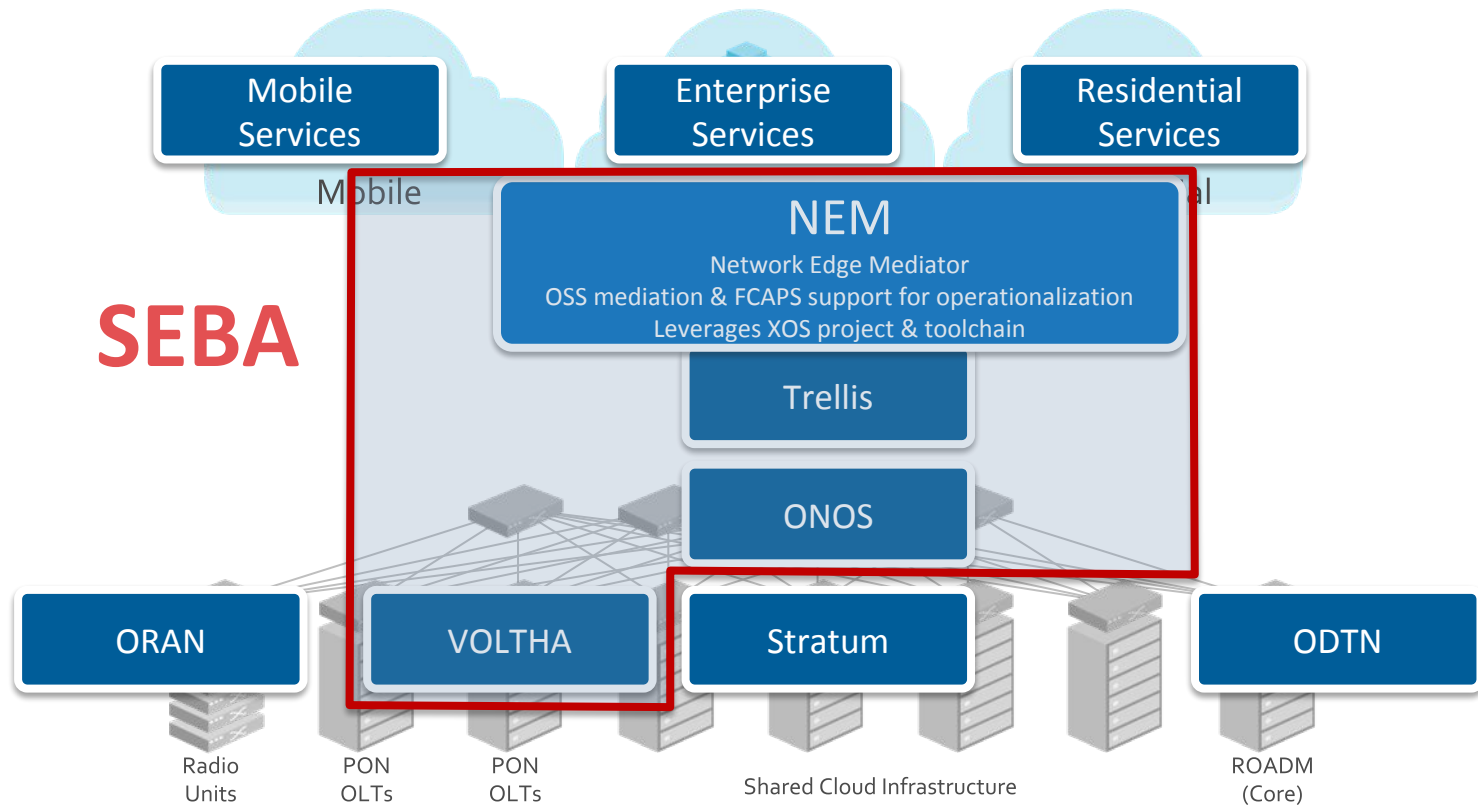 Mobile
Services
Enterprise
Services
Residential
Services
Mobile
al
NEM
Network Edge Mediator
OSS mediation & FCAPS support for operationalization
Leverages XOS project & toolchain
SEBA
Trellis
ONOS
ORAN
VOLTHA
Stratum
ODTN
Radio
Units
PON
OLTs
PON
OLTs
Shared Cloud Infrastructure
ROADM
(Core)